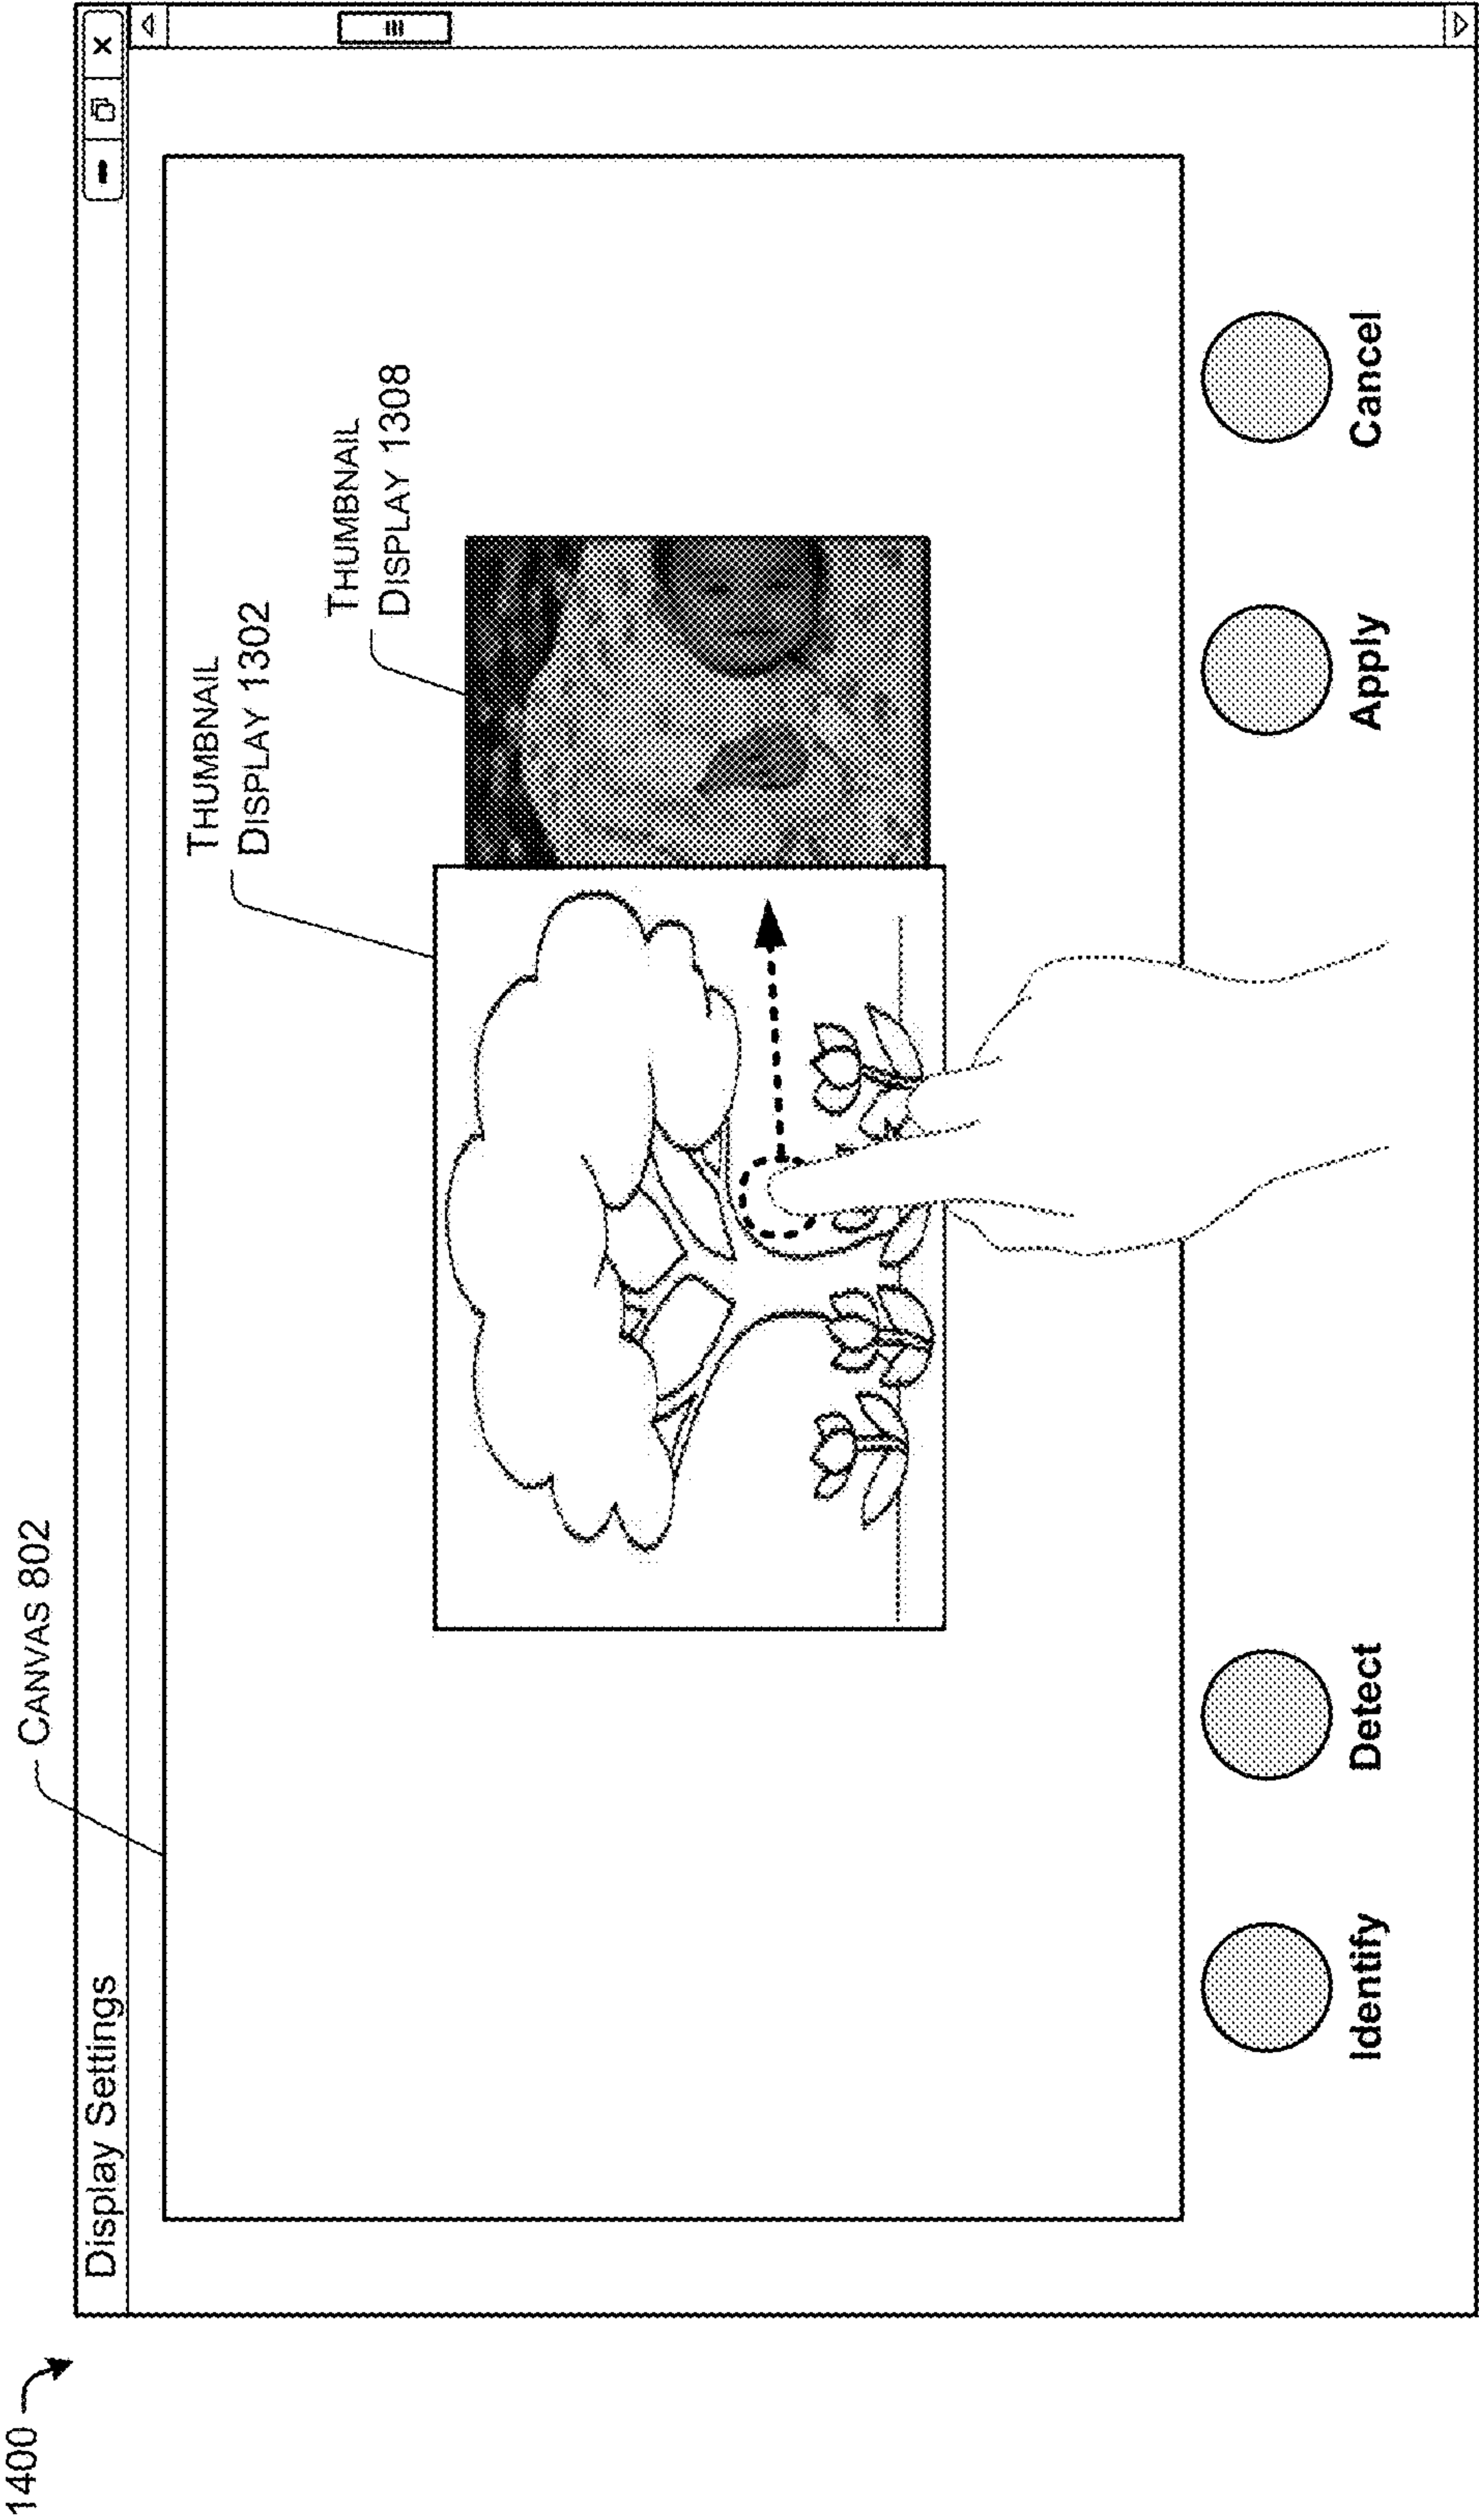 1400
CANVAS 802
Display Settings
THUMBNAIL
DISPLAY 1302
THUMBNAIL
DISPLAY 1308
Identify
Detect
Apply
Cancel